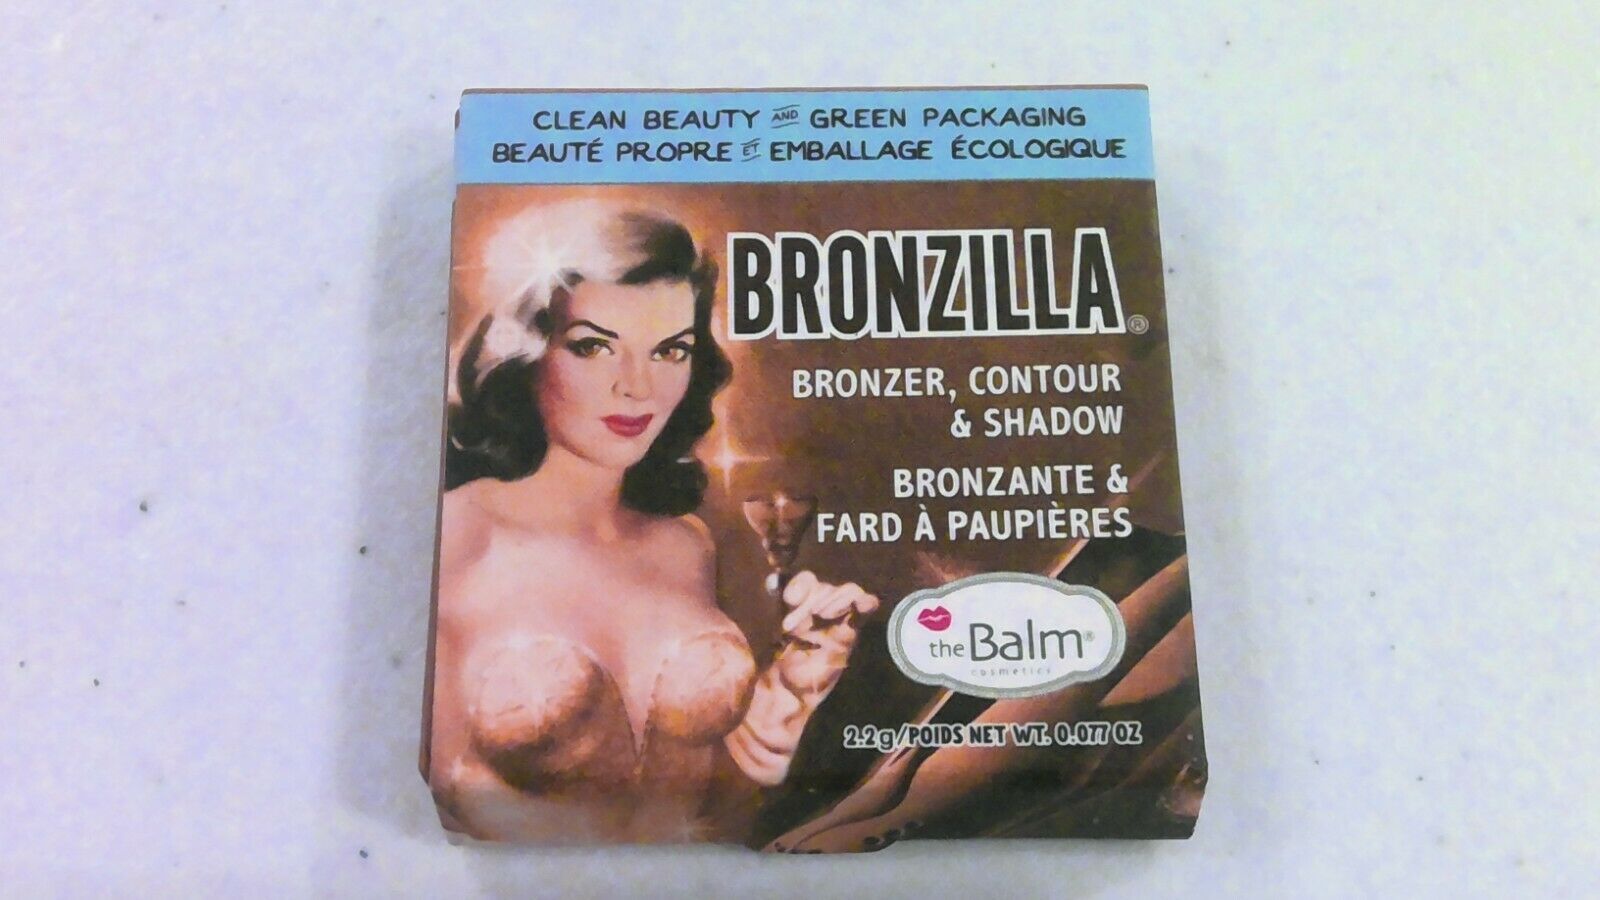 CLEAN BEAUTY AND GREEN PACKAGING
BEAUTÉ PROPRE ET EMBALLAGE ÉCOLOGIQUE
BRONZILLA®
BRONZER, CONTOUR
& SHADOW
BRONZANTE &
FARD À PAUPIÈRES
theBalm®
cosmetics
2.2g/POIDS NET WT. 0.077 OZ